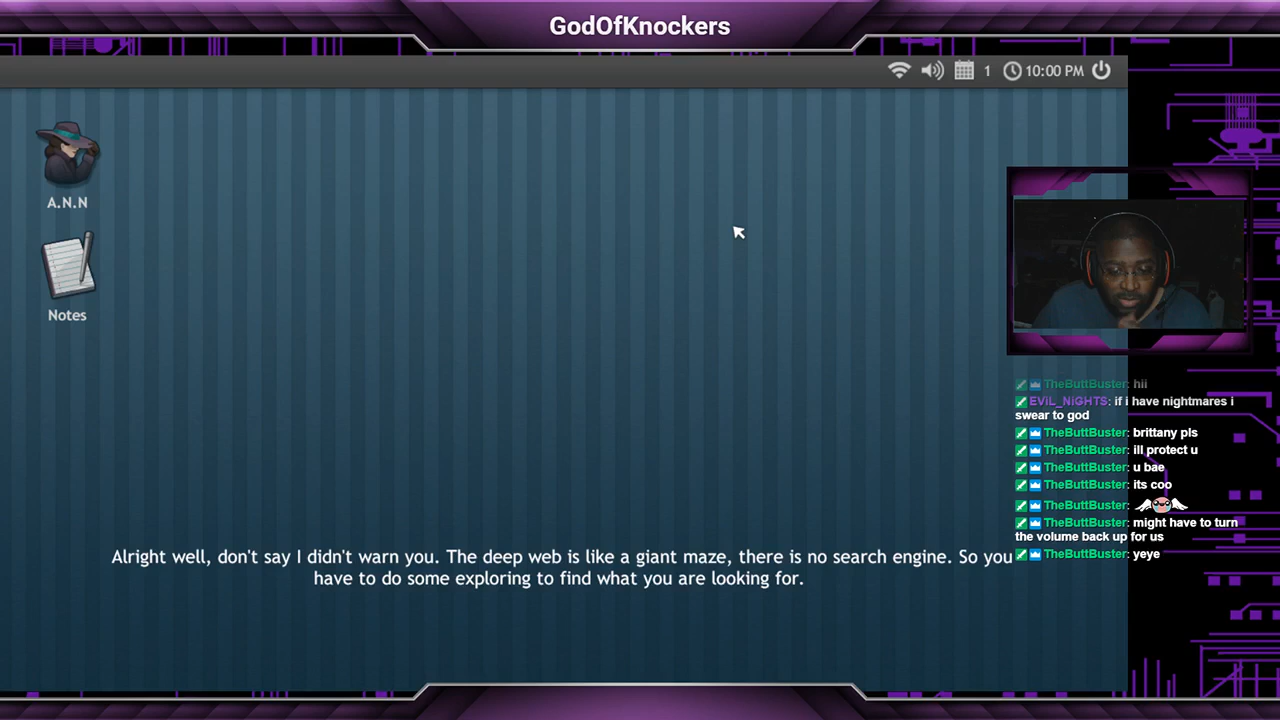 GodOfKnockers
1 10:00 PM
A.N.N
Notes
TheButtBuster: hii
EVIL_NIGHTS: if i have nightmares i
swear to god
TheButtBuster: brittany pls
TheButtBuster: ill protect u
TheButtBuster: u bae
TheButtBuster: its coo
TheButtBuster:
TheButtBuster: might have to turn
the volume back up for us
TheButtBuster: yeye
Alright well, don't say I didn't warn you. The deep web is like a giant maze, there is no search engine. So you
have to do some exploring to find what you are looking for.